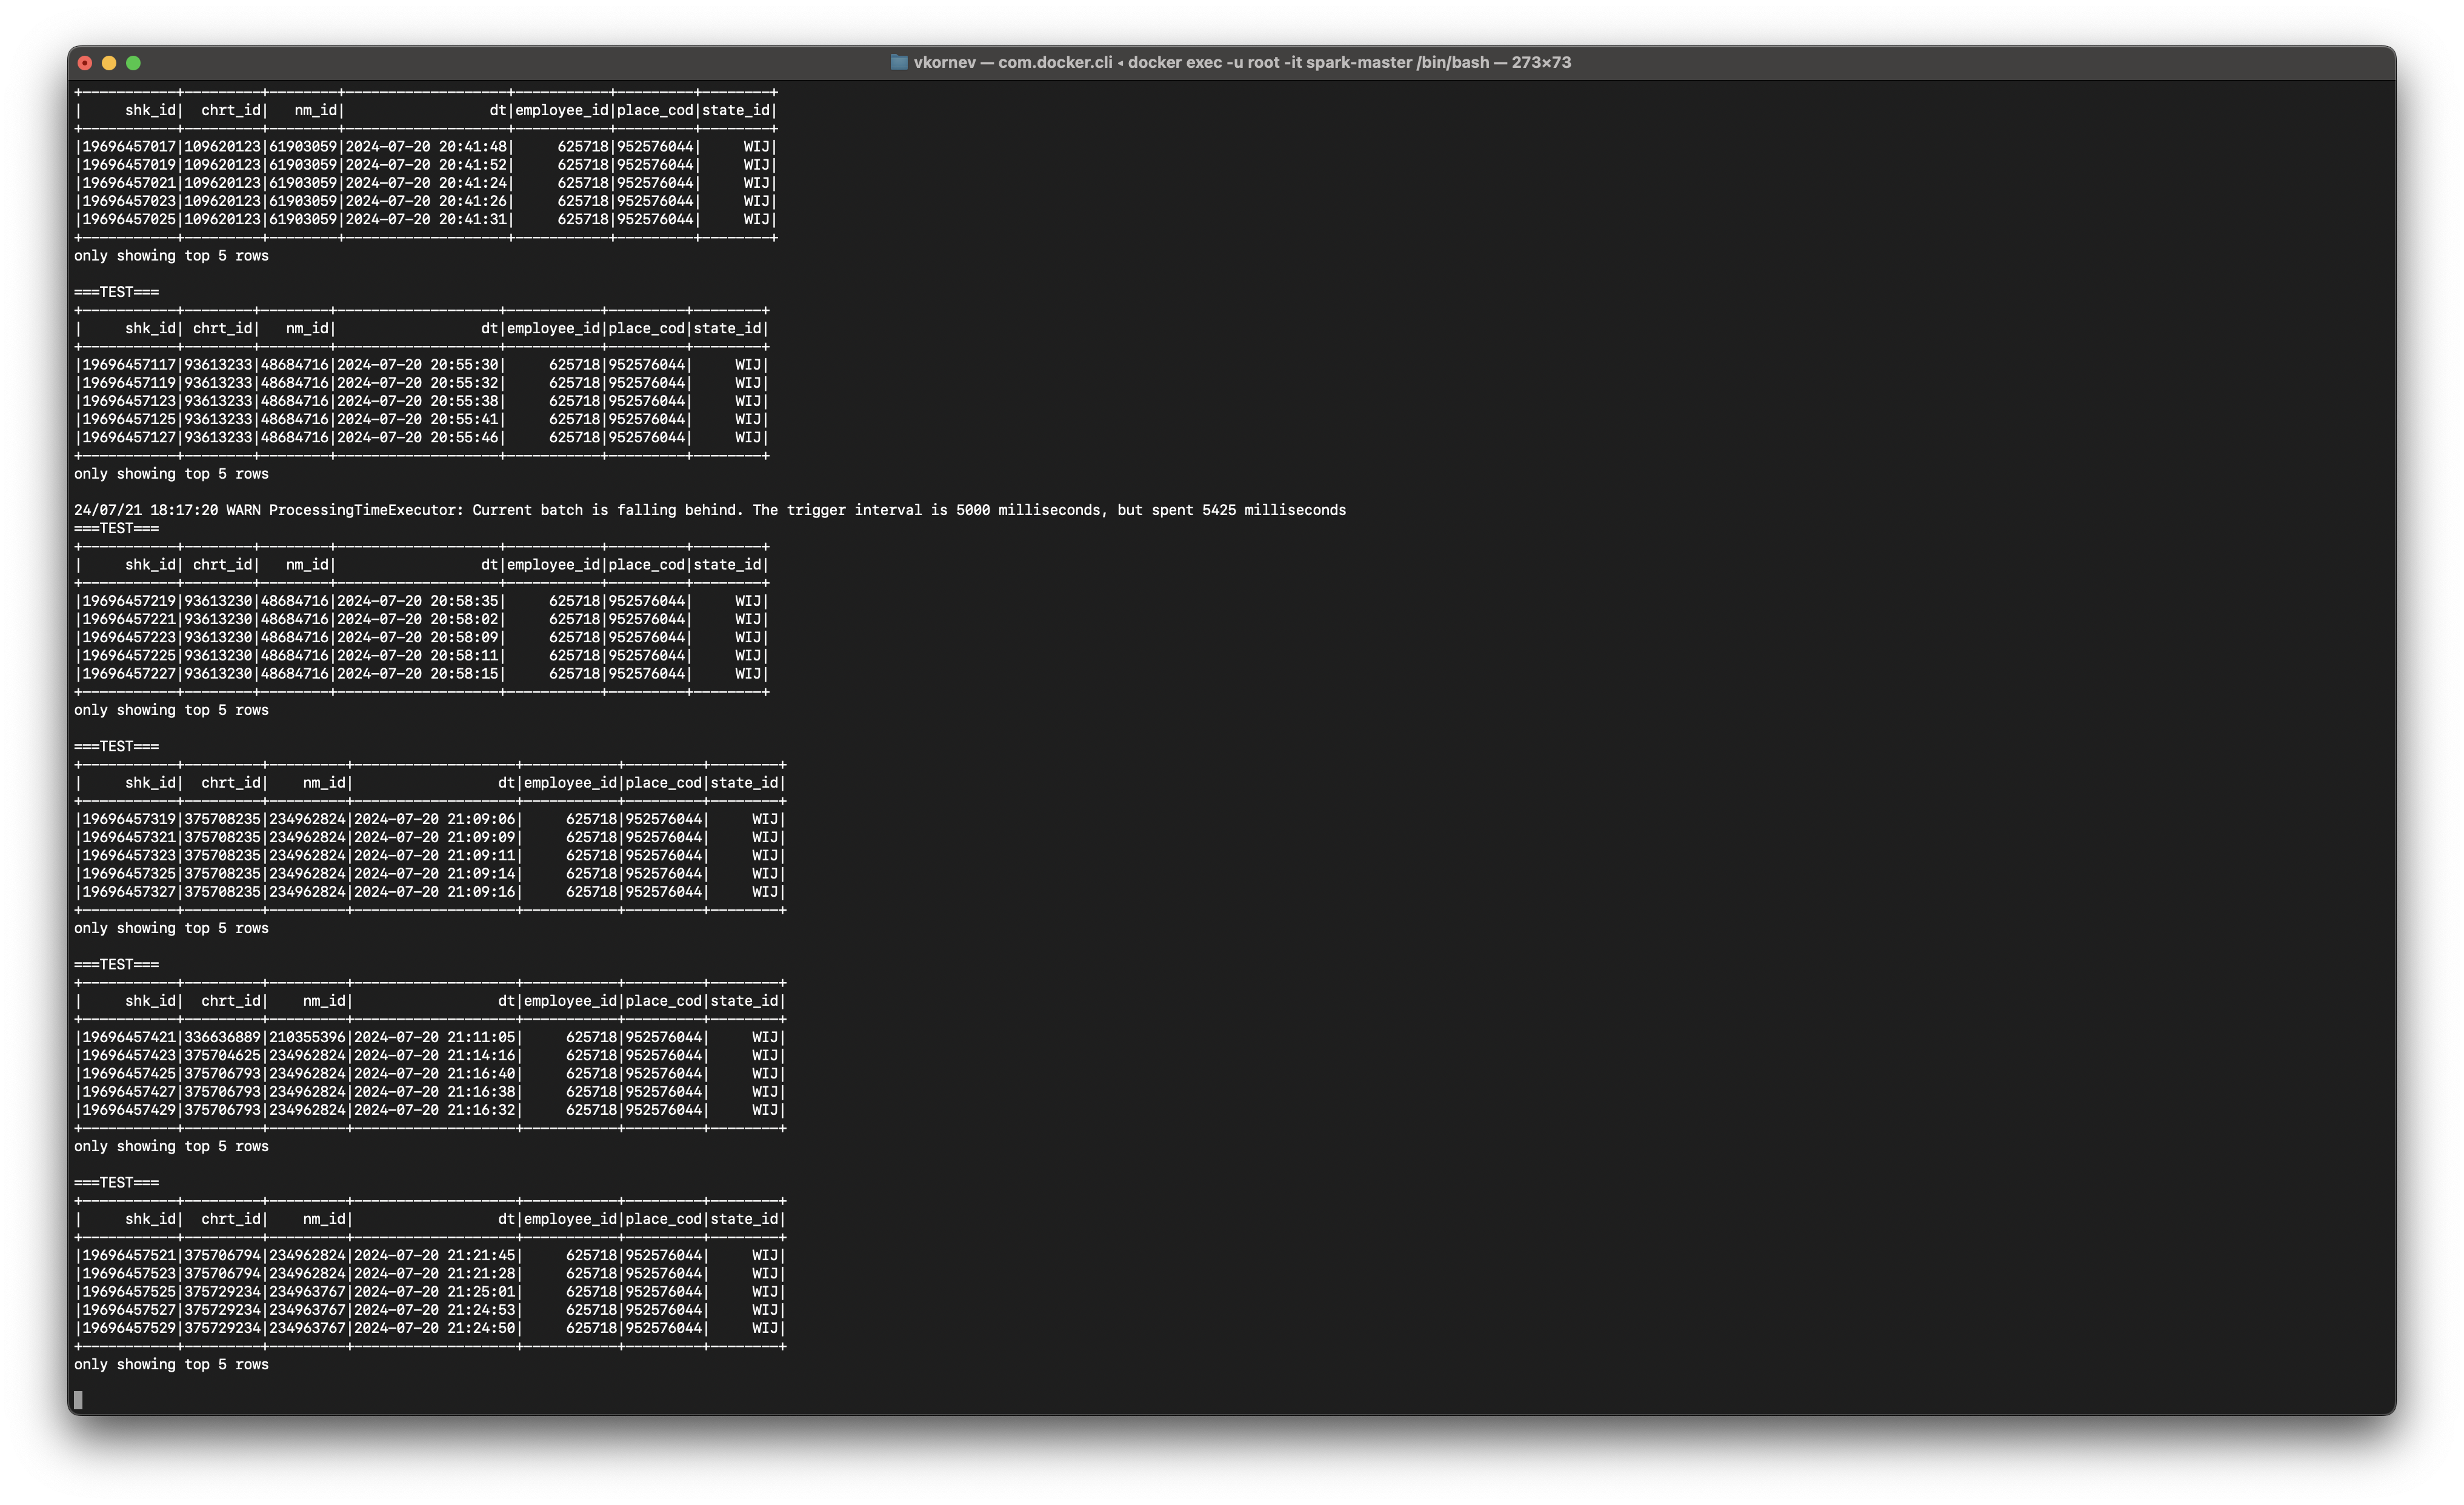 vkornev — com.docker.cli ◂ docker exec -u root -it spark-master /bin/bash — 273×73
+-----------+---------+--------+-------------------+-----------+---------+--------+
|     shk_id|  chrt_id|   nm_id|                 dt|employee_id|place_cod|state_id|
+-----------+---------+--------+-------------------+-----------+---------+--------+
|19696457017|109620123|61903059|2024-07-20 20:41:48|     625718|952576044|     WIJ|
|19696457019|109620123|61903059|2024-07-20 20:41:52|     625718|952576044|     WIJ|
|19696457021|109620123|61903059|2024-07-20 20:41:24|     625718|952576044|     WIJ|
|19696457023|109620123|61903059|2024-07-20 20:41:26|     625718|952576044|     WIJ|
|19696457025|109620123|61903059|2024-07-20 20:41:31|     625718|952576044|     WIJ|
+-----------+---------+--------+-------------------+-----------+---------+--------+
only showing top 5 rows

===TEST===
+-----------+--------+--------+-------------------+-----------+---------+--------+
|     shk_id| chrt_id|   nm_id|                 dt|employee_id|place_cod|state_id|
+-----------+--------+--------+-------------------+-----------+---------+--------+
|19696457117|93613233|48684716|2024-07-20 20:55:30|     625718|952576044|     WIJ|
|19696457119|93613233|48684716|2024-07-20 20:55:32|     625718|952576044|     WIJ|
|19696457123|93613233|48684716|2024-07-20 20:55:38|     625718|952576044|     WIJ|
|19696457125|93613233|48684716|2024-07-20 20:55:41|     625718|952576044|     WIJ|
|19696457127|93613233|48684716|2024-07-20 20:55:46|     625718|952576044|     WIJ|
+-----------+--------+--------+-------------------+-----------+---------+--------+
only showing top 5 rows

24/07/21 18:17:20 WARN ProcessingTimeExecutor: Current batch is falling behind. The trigger interval is 5000 milliseconds, but spent 5425 milliseconds
===TEST===
+-----------+--------+--------+-------------------+-----------+---------+--------+
|     shk_id| chrt_id|   nm_id|                 dt|employee_id|place_cod|state_id|
+-----------+--------+--------+-------------------+-----------+---------+--------+
|19696457219|93613230|48684716|2024-07-20 20:58:35|     625718|952576044|     WIJ|
|19696457221|93613230|48684716|2024-07-20 20:58:02|     625718|952576044|     WIJ|
|19696457223|93613230|48684716|2024-07-20 20:58:09|     625718|952576044|     WIJ|
|19696457225|93613230|48684716|2024-07-20 20:58:11|     625718|952576044|     WIJ|
|19696457227|93613230|48684716|2024-07-20 20:58:15|     625718|952576044|     WIJ|
+-----------+--------+--------+-------------------+-----------+---------+--------+
only showing top 5 rows

===TEST===
+-----------+---------+---------+-------------------+-----------+---------+--------+
|     shk_id|  chrt_id|    nm_id|                 dt|employee_id|place_cod|state_id|
+-----------+---------+---------+-------------------+-----------+---------+--------+
|19696457319|375708235|234962824|2024-07-20 21:09:06|     625718|952576044|     WIJ|
|19696457321|375708235|234962824|2024-07-20 21:09:09|     625718|952576044|     WIJ|
|19696457323|375708235|234962824|2024-07-20 21:09:11|     625718|952576044|     WIJ|
|19696457325|375708235|234962824|2024-07-20 21:09:14|     625718|952576044|     WIJ|
|19696457327|375708235|234962824|2024-07-20 21:09:16|     625718|952576044|     WIJ|
+-----------+---------+---------+-------------------+-----------+---------+--------+
only showing top 5 rows

===TEST===
+-----------+---------+---------+-------------------+-----------+---------+--------+
|     shk_id|  chrt_id|    nm_id|                 dt|employee_id|place_cod|state_id|
+-----------+---------+---------+-------------------+-----------+---------+--------+
|19696457421|336636889|210355396|2024-07-20 21:11:05|     625718|952576044|     WIJ|
|19696457423|375704625|234962824|2024-07-20 21:14:16|     625718|952576044|     WIJ|
|19696457425|375706793|234962824|2024-07-20 21:16:40|     625718|952576044|     WIJ|
|19696457427|375706793|234962824|2024-07-20 21:16:38|     625718|952576044|     WIJ|
|19696457429|375706793|234962824|2024-07-20 21:16:32|     625718|952576044|     WIJ|
+-----------+---------+---------+-------------------+-----------+---------+--------+
only showing top 5 rows

===TEST===
+-----------+---------+---------+-------------------+-----------+---------+--------+
|     shk_id|  chrt_id|    nm_id|                 dt|employee_id|place_cod|state_id|
+-----------+---------+---------+-------------------+-----------+---------+--------+
|19696457521|375706794|234962824|2024-07-20 21:21:45|     625718|952576044|     WIJ|
|19696457523|375706794|234962824|2024-07-20 21:21:28|     625718|952576044|     WIJ|
|19696457525|375729234|234963767|2024-07-20 21:25:01|     625718|952576044|     WIJ|
|19696457527|375729234|234963767|2024-07-20 21:24:53|     625718|952576044|     WIJ|
|19696457529|375729234|234963767|2024-07-20 21:24:50|     625718|952576044|     WIJ|
+-----------+---------+---------+-------------------+-----------+---------+--------+
only showing top 5 rows